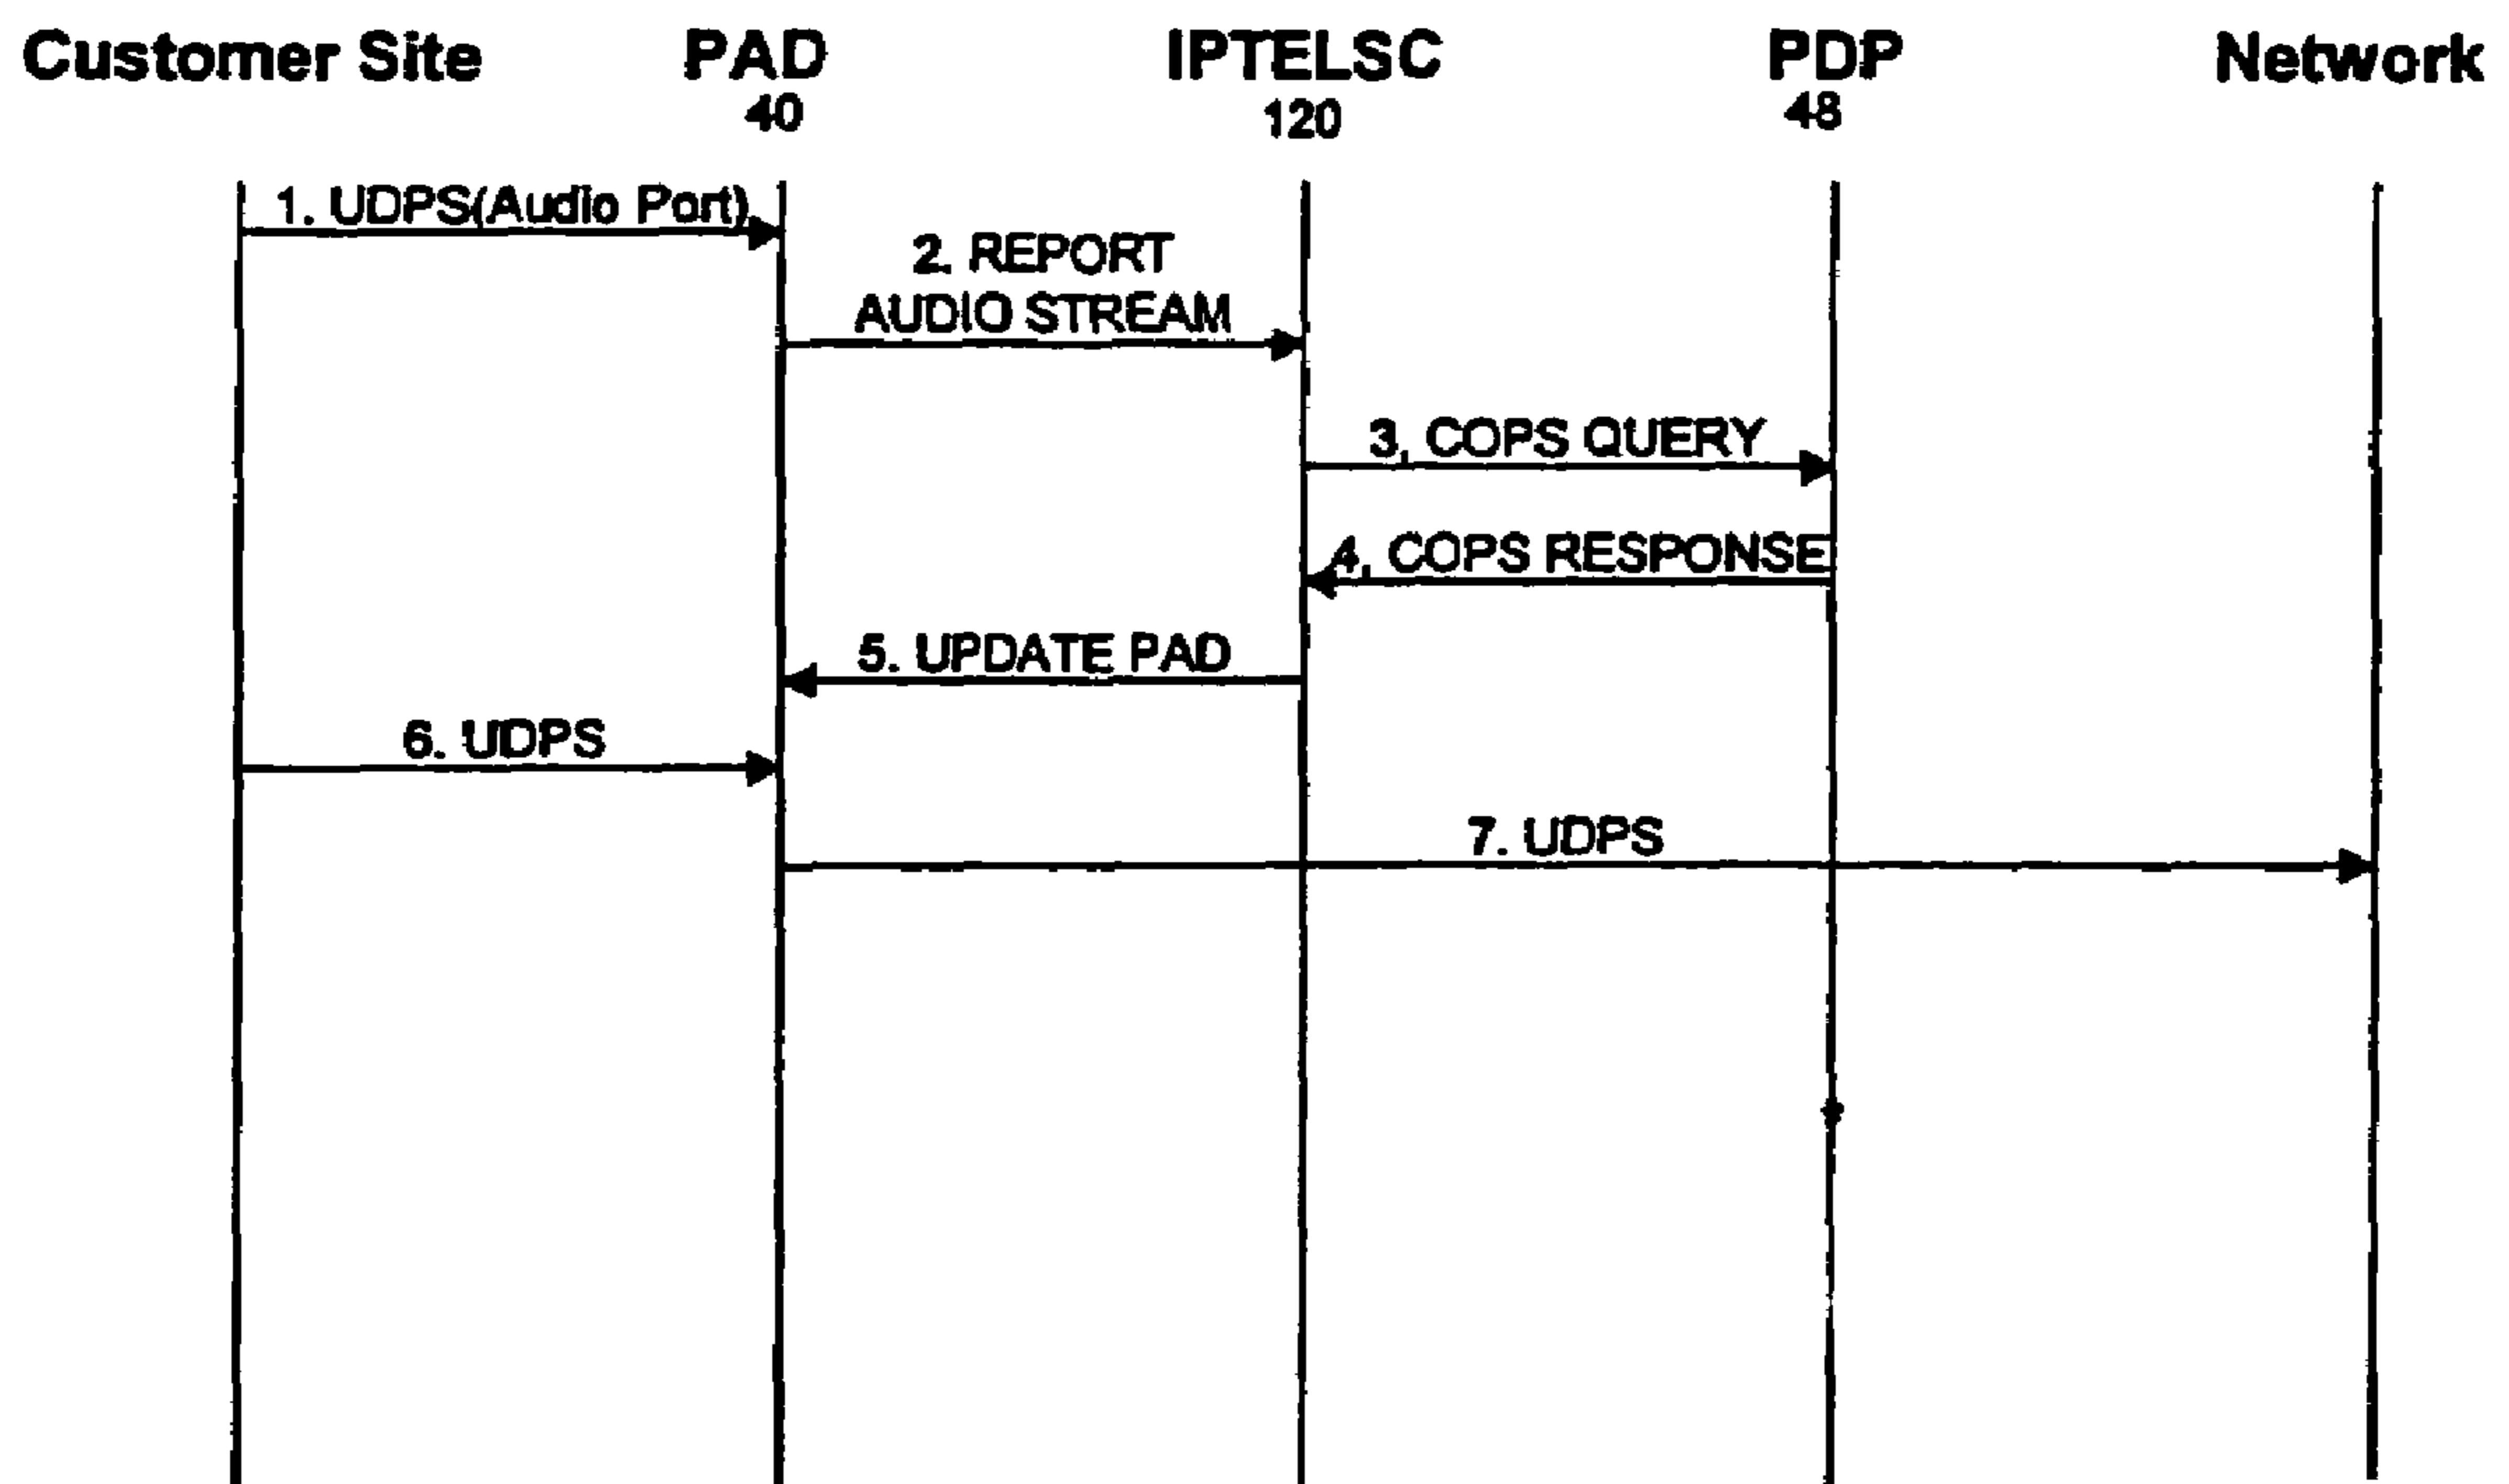 Customer Site PAD IPTELSC PDP Network
40 120 48
1. UDPS(Audio Port)
2. REPORT
AUDIO STREAM
3. COPS QUERY
4. COPS RESPONSE
5. UPDATE PAD
6. UDPS
7. UDPS